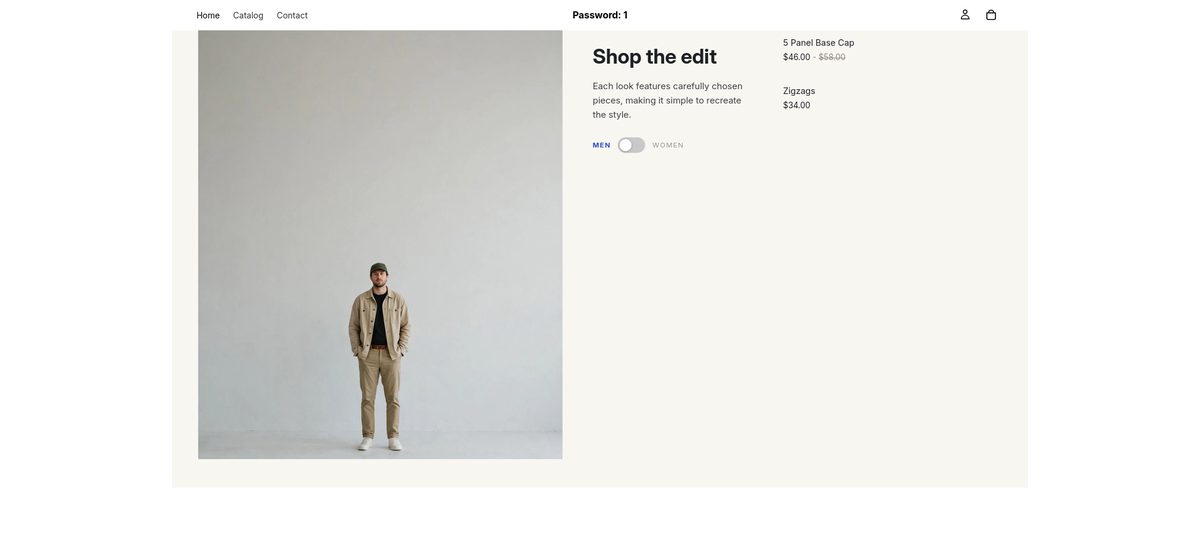 Home Catalog Contact
Password: 1
Shop the edit
Each look features carefully chosen
pieces, making it simple to recreate
the style.
MEN WOMEN
5 Panel Base Cap
$46.00 - $58.00
Zigzags
$34.00